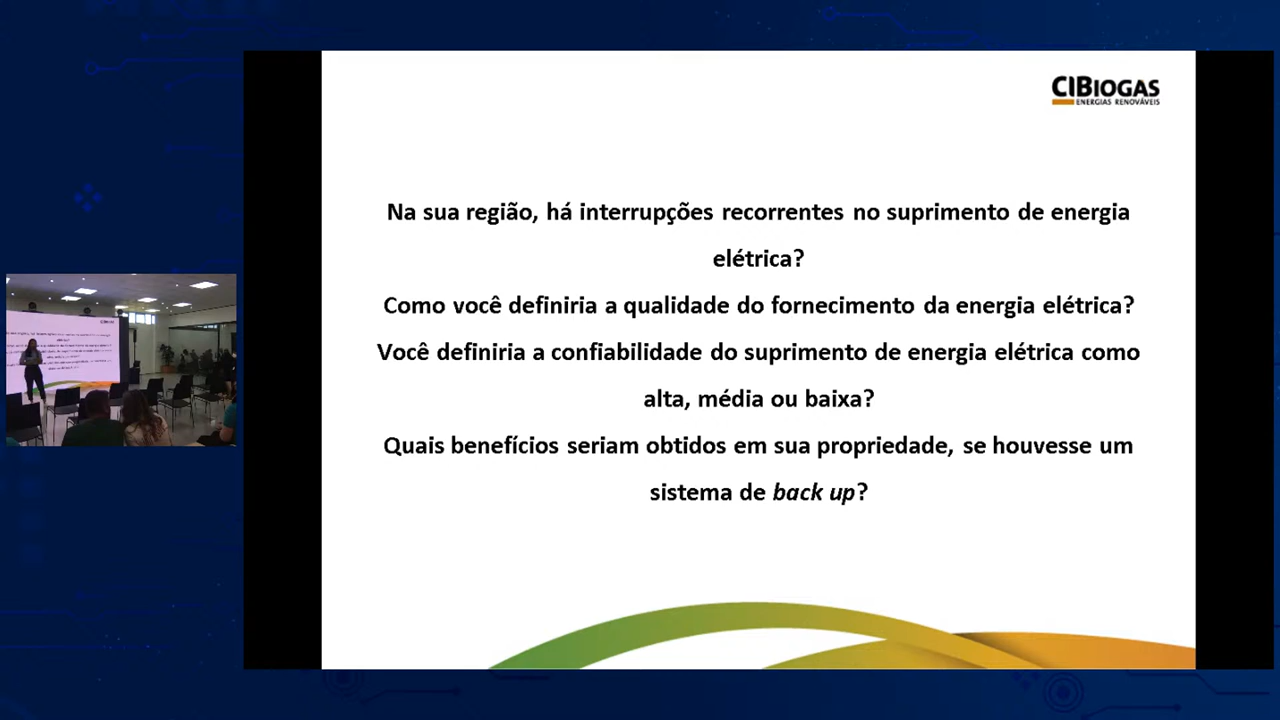 CIBIOGAS
ENERGIAS RENOVÁVEIS
Na sua região, há interrupções recorrentes no suprimento de energia
elétrica?
Como você definiria a qualidade do fornecimento da energia elétrica?
Você definiria a confiabilidade do suprimento de energia elétrica como
alta, média ou baixa?
Quais benefícios seriam obtidos em sua propriedade, se houvesse um
sistema de back up?